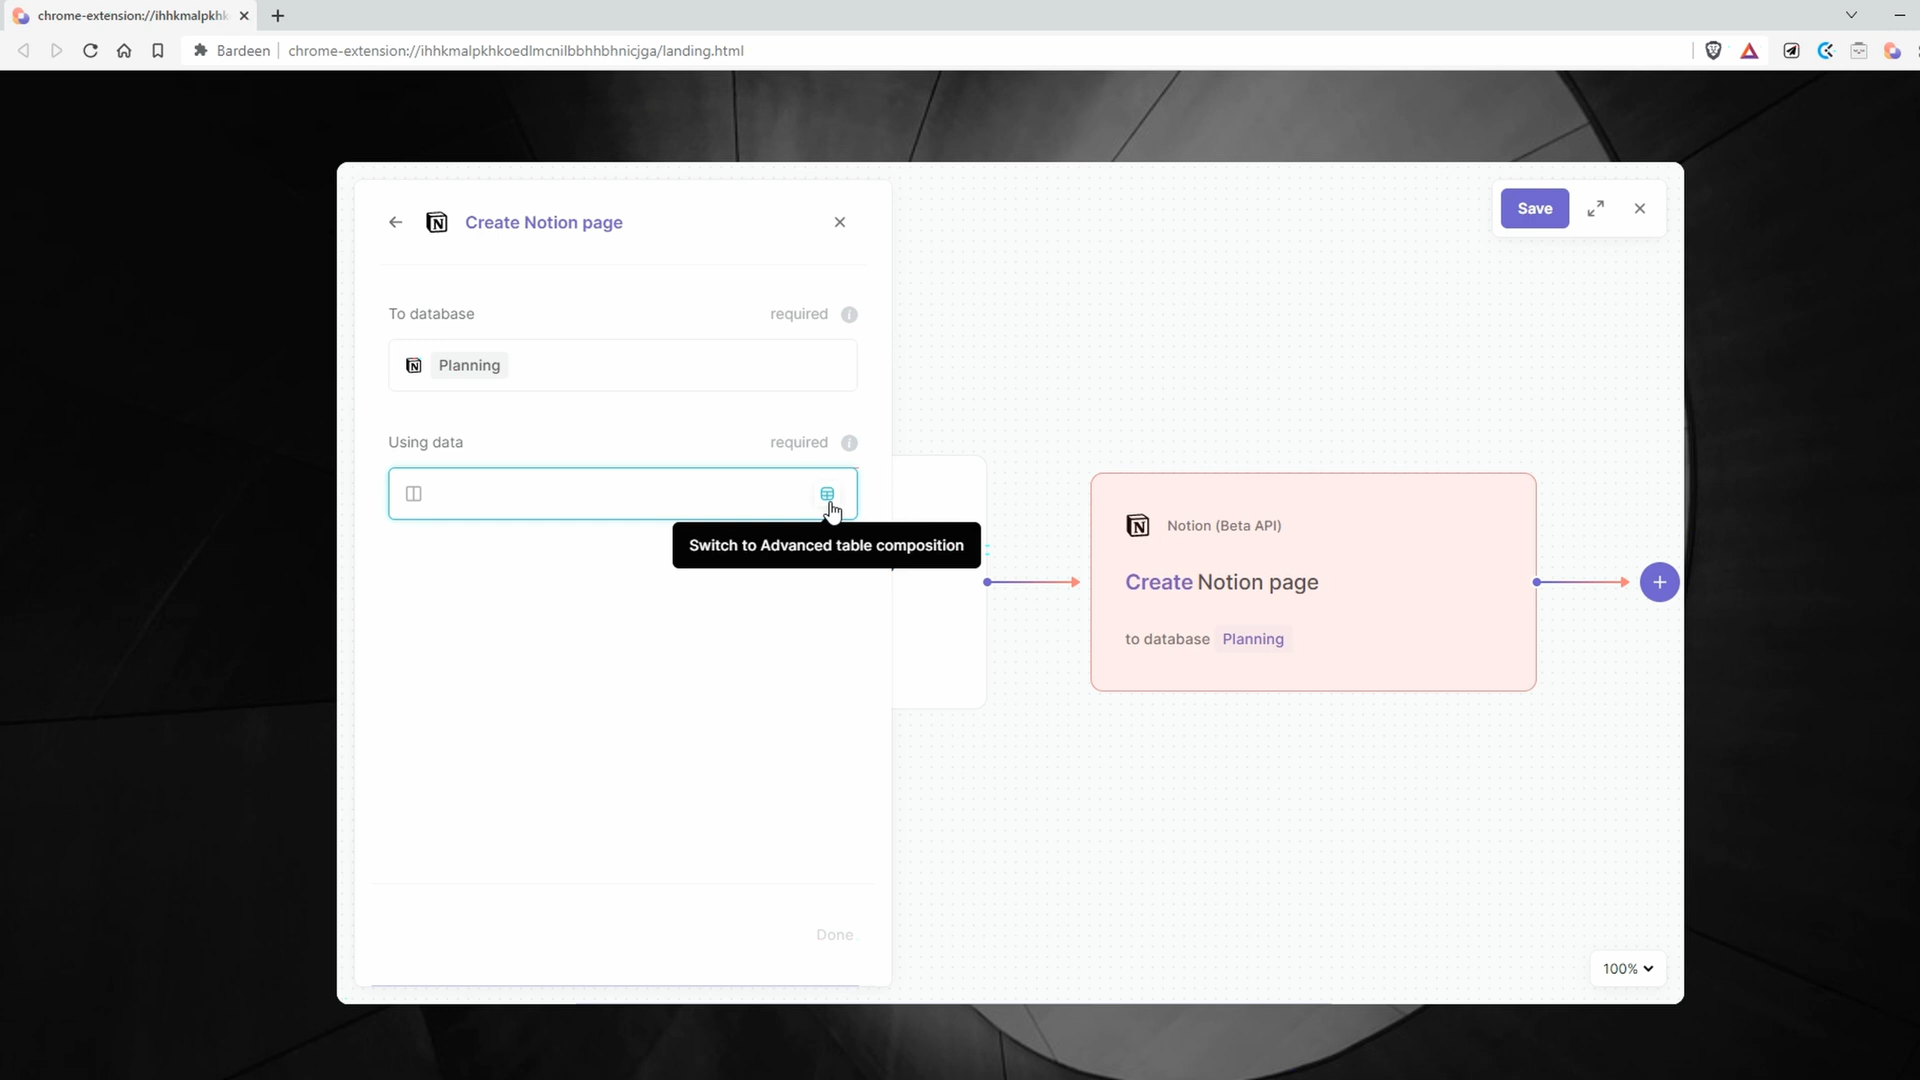 chrome-extension://ihhkmalpkhk
Bardeen
chrome-extension://ihhkmalpkhkoedlmcnilbbhhbhnicjga/landing.html
Create Notion page
Save
To database
required
Planning
Using data
required
Switch to Advanced table composition
Notion (Beta API)
Create Notion page
to database Planning
Done
100%